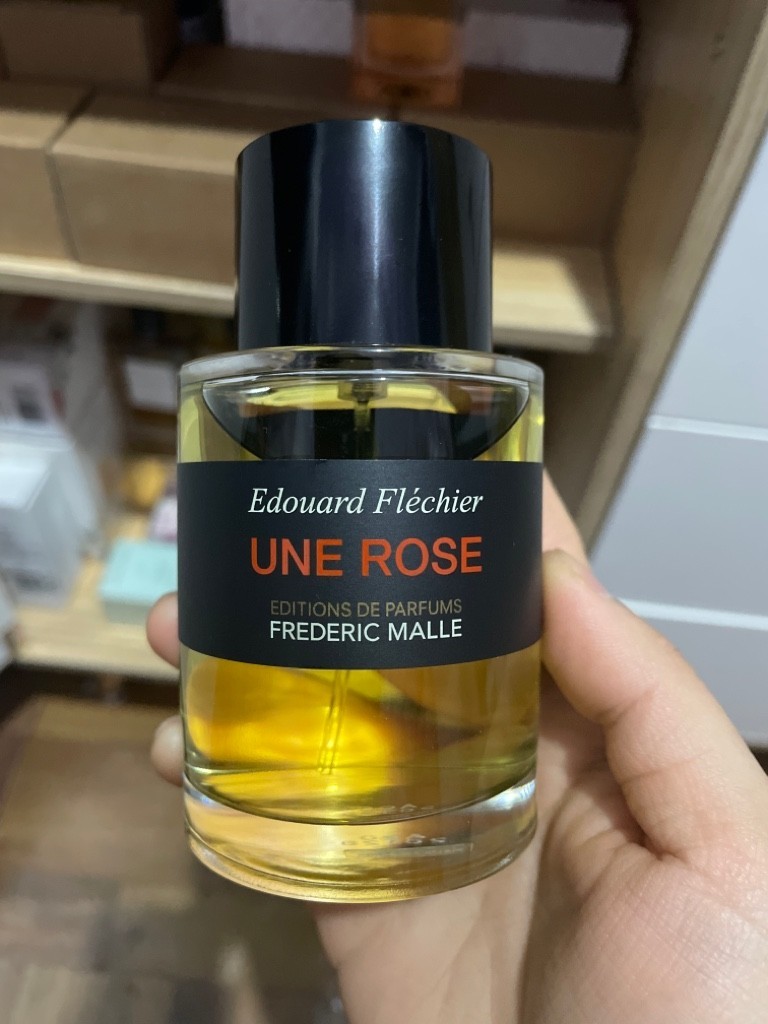 Edouard Fléchier
UNE ROSE
EDITIONS DE PARFUMS
FREDERIC MALLE